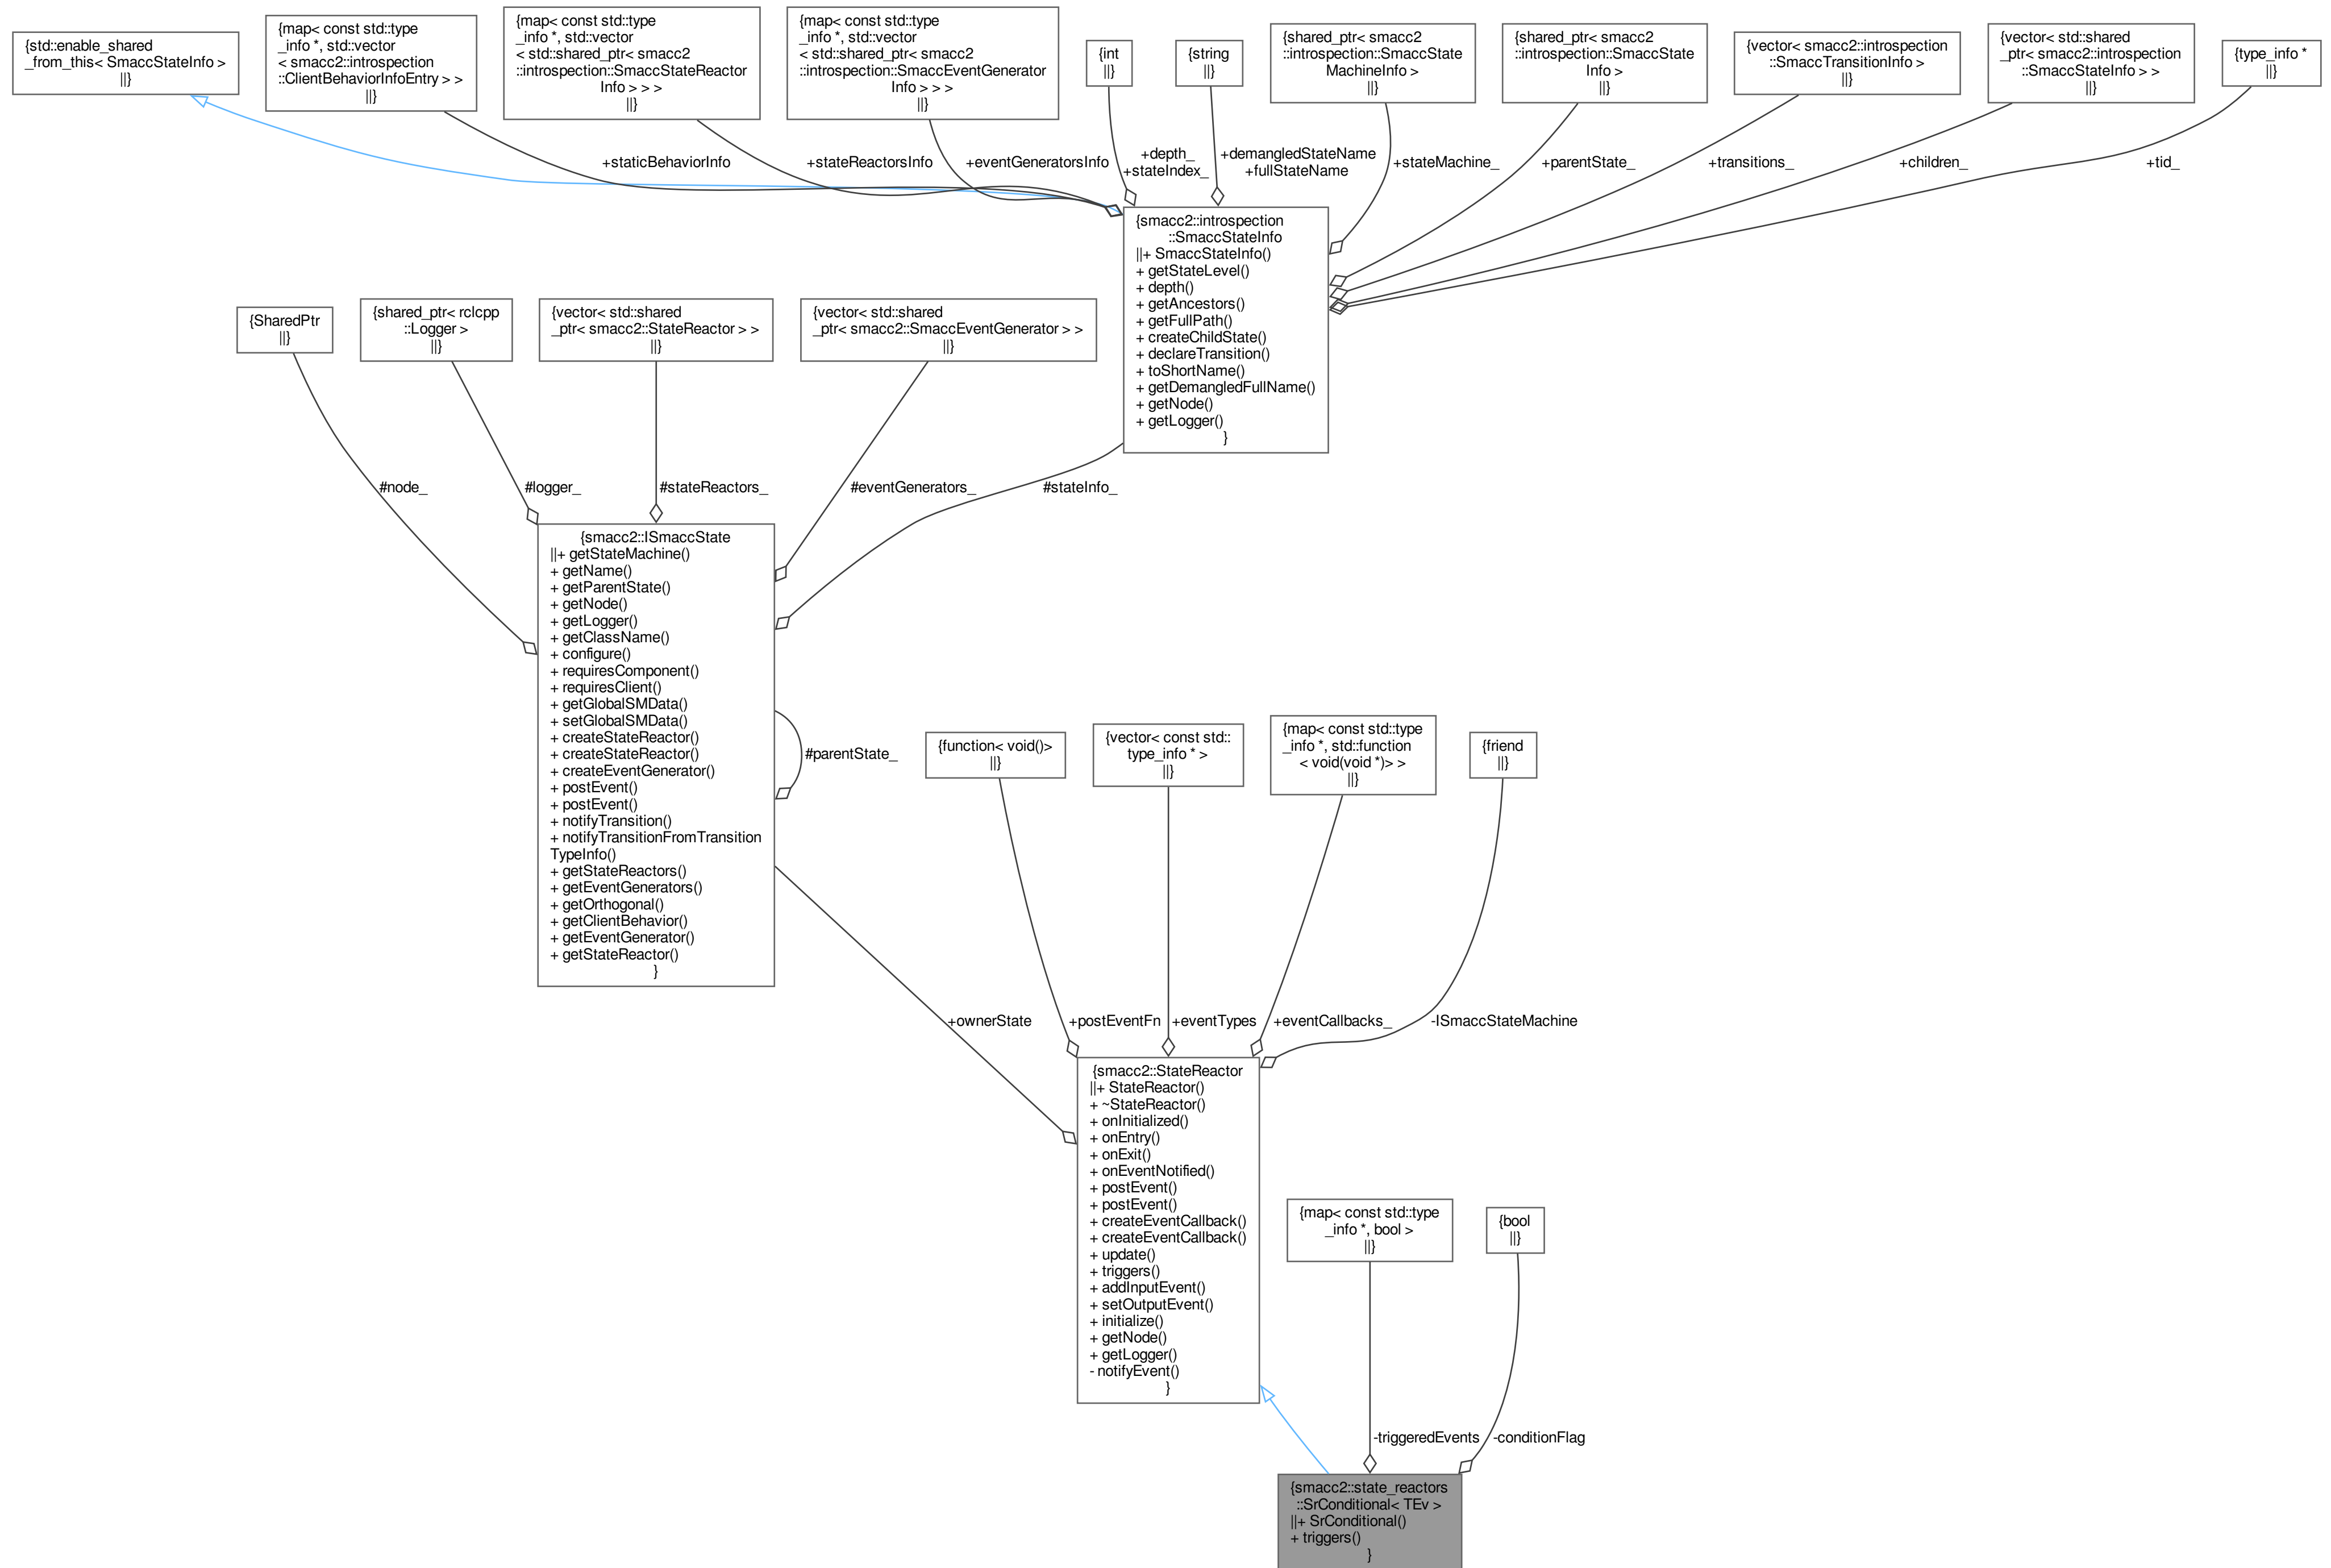 {std::enable_shared
_from_this< SmaccStateInfo >
||}
{map< const std::type
_info *, std::vector
< smacc2::introspection
::ClientBehaviorInfoEntry > >
||}
{map< const std::type
_info *, std::vector
< std::shared_ptr< smacc2
::introspection::SmaccStateReactor
Info > > >
||}
{map< const std::type
_info *, std::vector
< std::shared_ptr< smacc2
::introspection::SmaccEventGenerator
Info > > >
||}
{int
||}
{string
||}
{shared_ptr< smacc2
::introspection::SmaccState
MachineInfo >
||}
{shared_ptr< smacc2
::introspection::SmaccState
Info >
||}
{vector< smacc2::introspection
::SmaccTransitionInfo >
||}
{vector< std::shared
_ptr< smacc2::introspection
::SmaccStateInfo > >
||}
{type_info *
||}
+staticBehaviorInfo
+stateReactorsInfo
+eventGeneratorsInfo
+depth_
+stateIndex_
+demangledStateName
+fullStateName
+stateMachine_
+parentState_
+transitions_
+children_
+tid_
{smacc2::introspection
::SmaccStateInfo
||+ SmaccStateInfo()
+ getStateLevel()
+ depth()
+ getAncestors()
+ getFullPath()
+ createChildState()
+ declareTransition()
+ toShortName()
+ getDemangledFullName()
+ getNode()
+ getLogger()
}
{SharedPtr
||}
{shared_ptr< rclcpp
::Logger >
||}
{vector< std::shared
_ptr< smacc2::StateReactor > >
||}
{vector< std::shared
_ptr< smacc2::SmaccEventGenerator > >
||}
#node_
#logger_
#stateReactors_
#eventGenerators_
#stateInfo_
{smacc2::ISmaccState
||+ getStateMachine()
+ getName()
+ getParentState()
+ getNode()
+ getLogger()
+ getClassName()
+ configure()
+ requiresComponent()
+ requiresClient()
+ getGlobalSMData()
+ setGlobalSMData()
+ createStateReactor()
+ createStateReactor()
+ createEventGenerator()
+ postEvent()
+ postEvent()
+ notifyTransition()
+ notifyTransitionFromTransition
TypeInfo()
+ getStateReactors()
+ getEventGenerators()
+ getOrthogonal()
+ getClientBehavior()
+ getEventGenerator()
+ getStateReactor()
}
#parentState_
{function< void()>
||}
{vector< const std::
type_info * >
||}
{map< const std::type
_info *, std::function
< void(void *)> >
||}
{friend
||}
+ownerState
+postEventFn
+eventTypes
+eventCallbacks_
-ISmaccStateMachine
{smacc2::StateReactor
||+ StateReactor()
+ ~StateReactor()
+ onInitialized()
+ onEntry()
+ onExit()
+ onEventNotified()
+ postEvent()
+ postEvent()
+ createEventCallback()
+ createEventCallback()
+ update()
+ triggers()
+ addInputEvent()
+ setOutputEvent()
+ initialize()
+ getNode()
+ getLogger()
- notifyEvent()
}
{map< const std::type
_info *, bool >
||}
{bool
||}
-triggeredEvents
-conditionFlag
{smacc2::state_reactors
::SrConditional< TEv >
||+ SrConditional()
+ triggers()
}